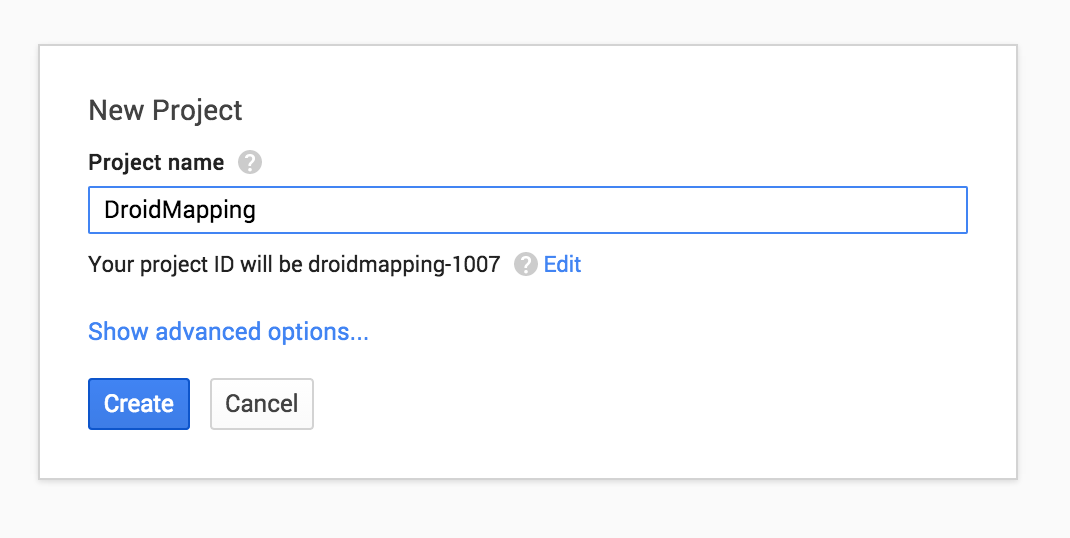 New Project
Project name ?
DroidMapping
Your project ID will be droidmapping-1007 ? Edit
Show advanced options...
Create Cancel